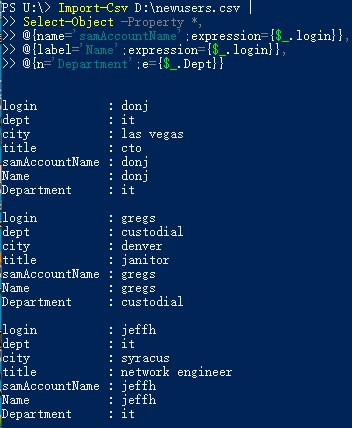 PS U:\> Import-Csv D:\newusers.csv |
>> Select-Object -Property *,
>> @{name='samAccountName';expression={$_.login}},
>> @{label='Name';expression={$_.login}},
>> @{n='Department';e={$_.Dept}}
login : donj
dept : it
city : las vegas
title : cto
samAccountName : donj
Name : donj
Department : it
login : gregs
dept : custodial
city : denver
title : janitor
samAccountName : gregs
Name : gregs
Department : custodial
login : jeffh
dept : it
city : syracus
title : network engineer
samAccountName : jeffh
Name : jeffh
Department : it